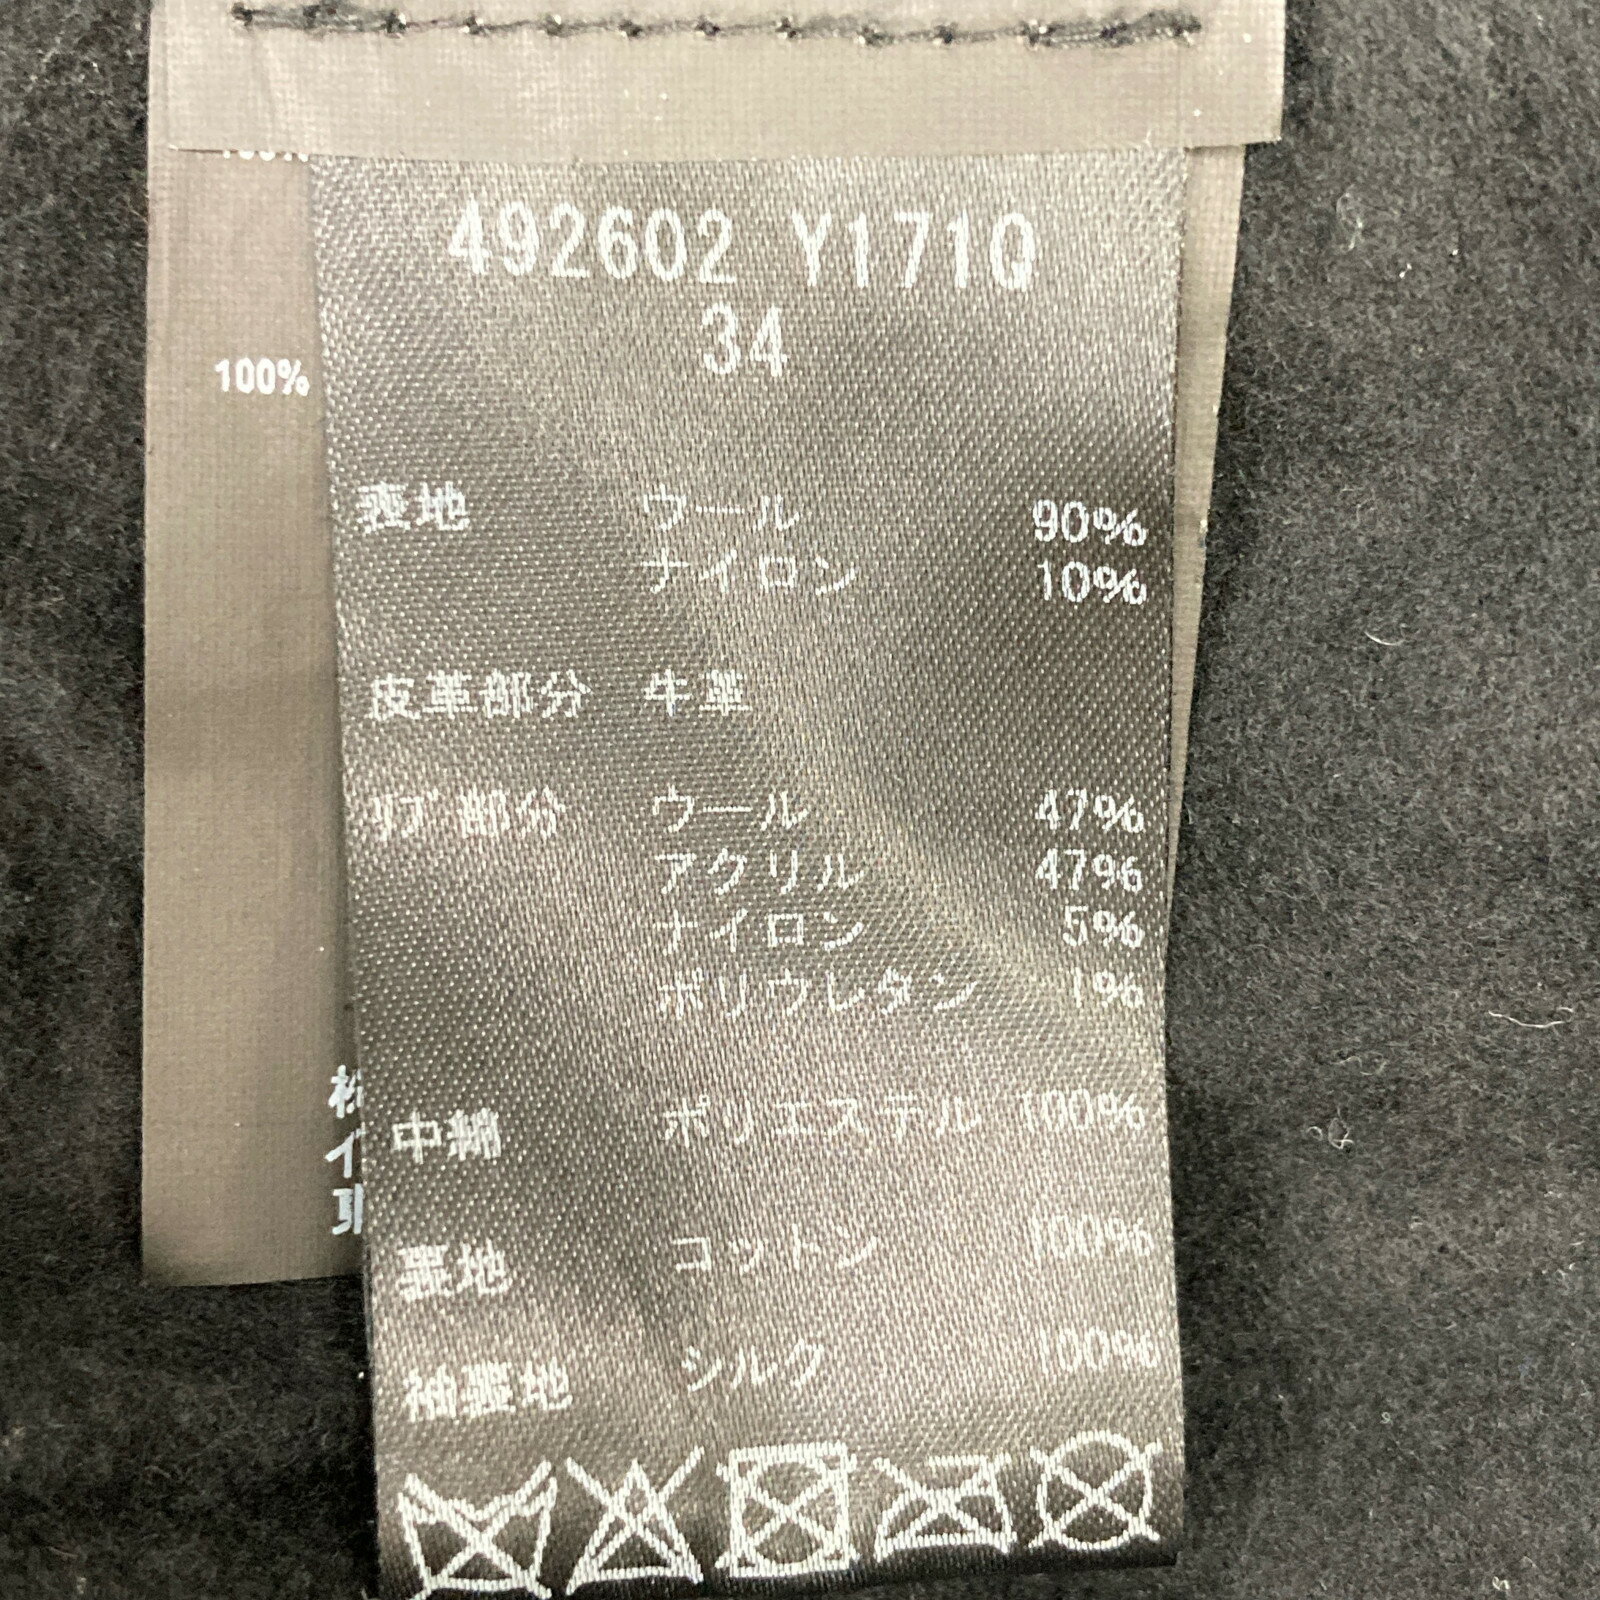 492602 Y171Q
34
100%
表地 ウール 90%
ナイロン 10%
皮革部分 牛革
リブ部分 ウール 47%
アクリル 47%
ナイロン 5%
ポリウレタン 1%
中綿 ポリエステル 100%
裏地 コットン 100%
袖裏地 シルク 100%